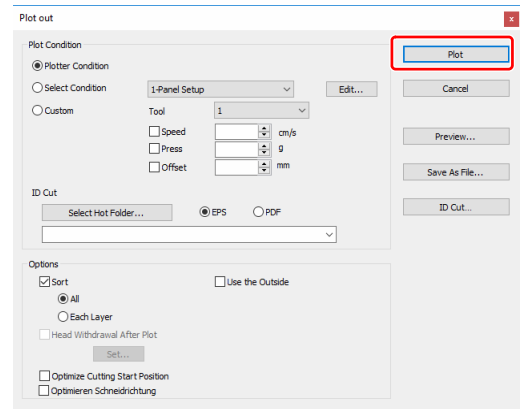 Plot out
x
Plot Condition
Plotter Condition
Select Condition
1-Panel Setup
Edit...
Custom
Tool
1
Speed
cm/s
Press
g
Offset
mm
ID Cut
Select Hot Folder...
EPS
PDF
Options
Sort
Use the Outside
All
Each Layer
Head Withdrawal After Plot
Set...
Optimize Cutting Start Position
Optimieren Schneidrichtung
Plot
Cancel
Preview...
Save As File...
ID Cut...